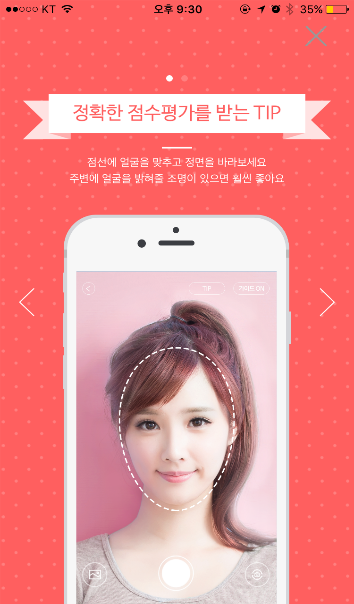 KT 오후 9:30 35%
정확한 점수평가를 받는 TIP
점선에 얼굴을 맞추고 정면을 바라보세요
주변에 얼굴을 밝혀줄 조명이 있으면 훨씬 좋아요
TIP